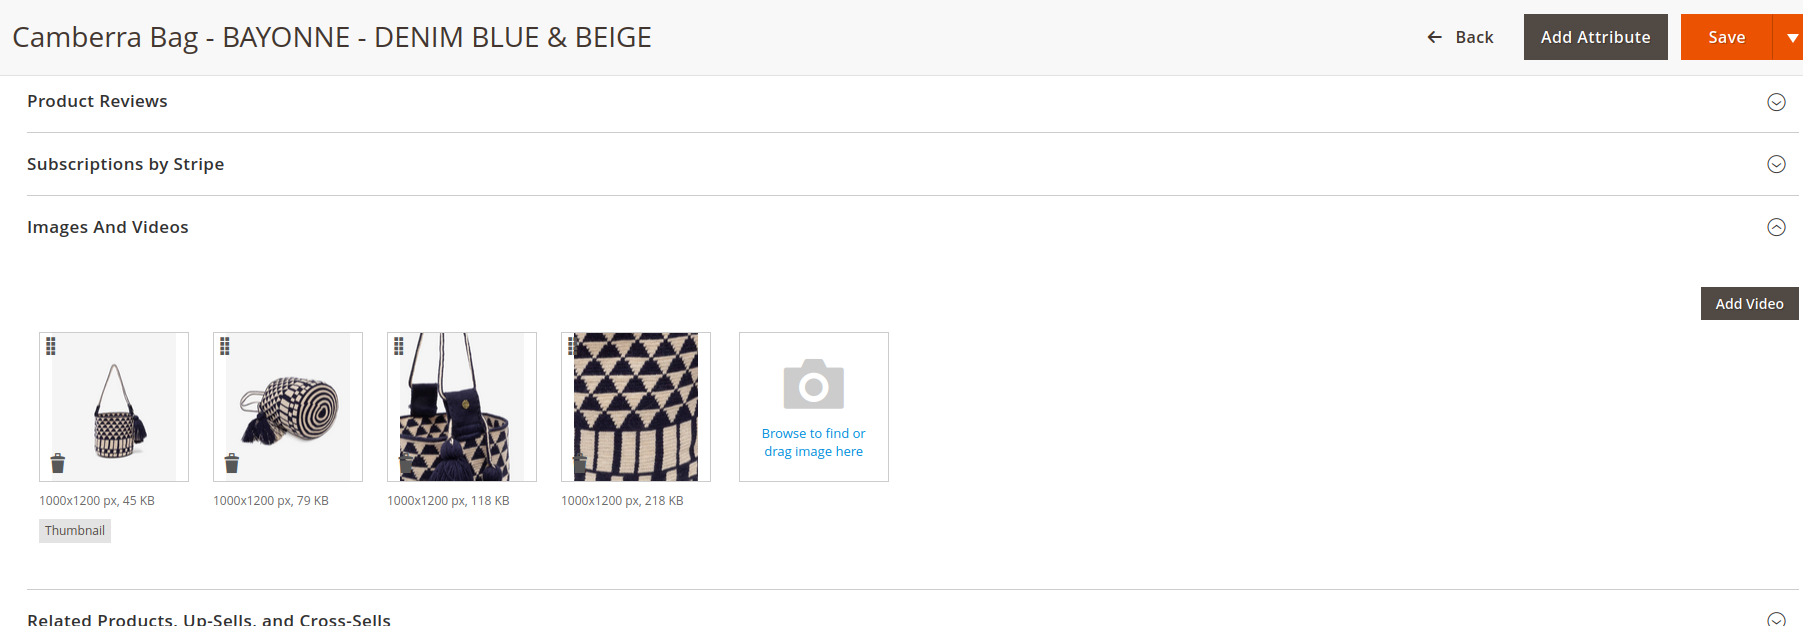 Camberra Bag - BAYONNE - DENIM BLUE & BEIGE
Back
Add Attribute
Save
Product Reviews
Subscriptions by Stripe
Images And Videos
Add Video
Browse to find or
drag image here
1000x1200 px, 45 KB
1000x1200 px, 79 KB
1000x1200 px, 118 KB
1000x1200 px, 218 KB
Thumbnail
Related Products, Up-Sells, and Cross-Sells